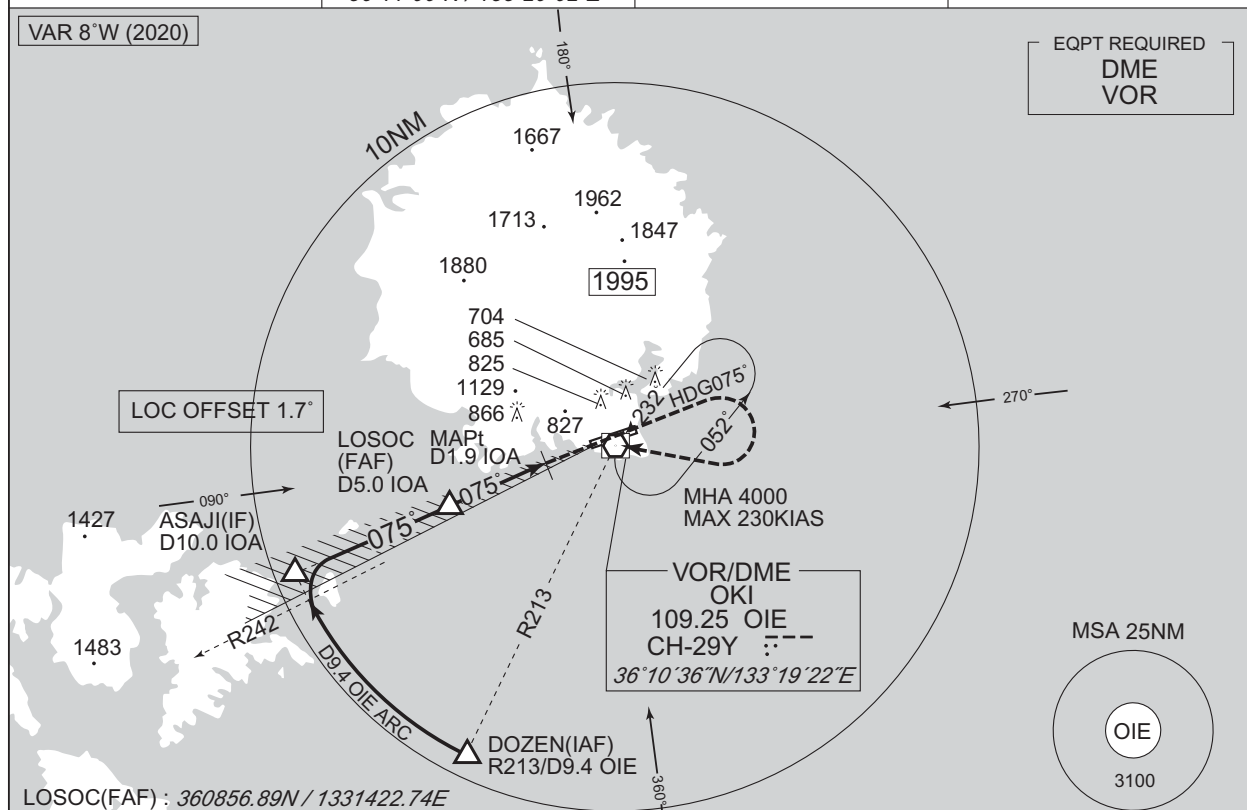 VAR 8°W (2020)
EQPT REQUIRED
DME
VOR
180°
10NM
1667
1962
1713
1847
1880
1995
704
685
825
1129
866
827
232°
HDG075°
052°
270°
LOC OFFSET 1.7°
LOSOC
(FAF)
D5.0 IOA
MAPt
D1.9 IOA
075°
075°
MHA 4000
MAX 230KIAS
090°
ASAJI(IF)
D10.0 IOA
1427
1483
R242
R213
D9.4 OIE ARC
VOR/DME
OKI
109.25 OIE
CH-29Y
36°10´36˝N/133°19´22˝E
DOZEN(IAF)
R213/D9.4 OIE
360°
MSA 25NM
OIE
3100
LOSOC(FAF) : 360856.89N / 1331422.74E